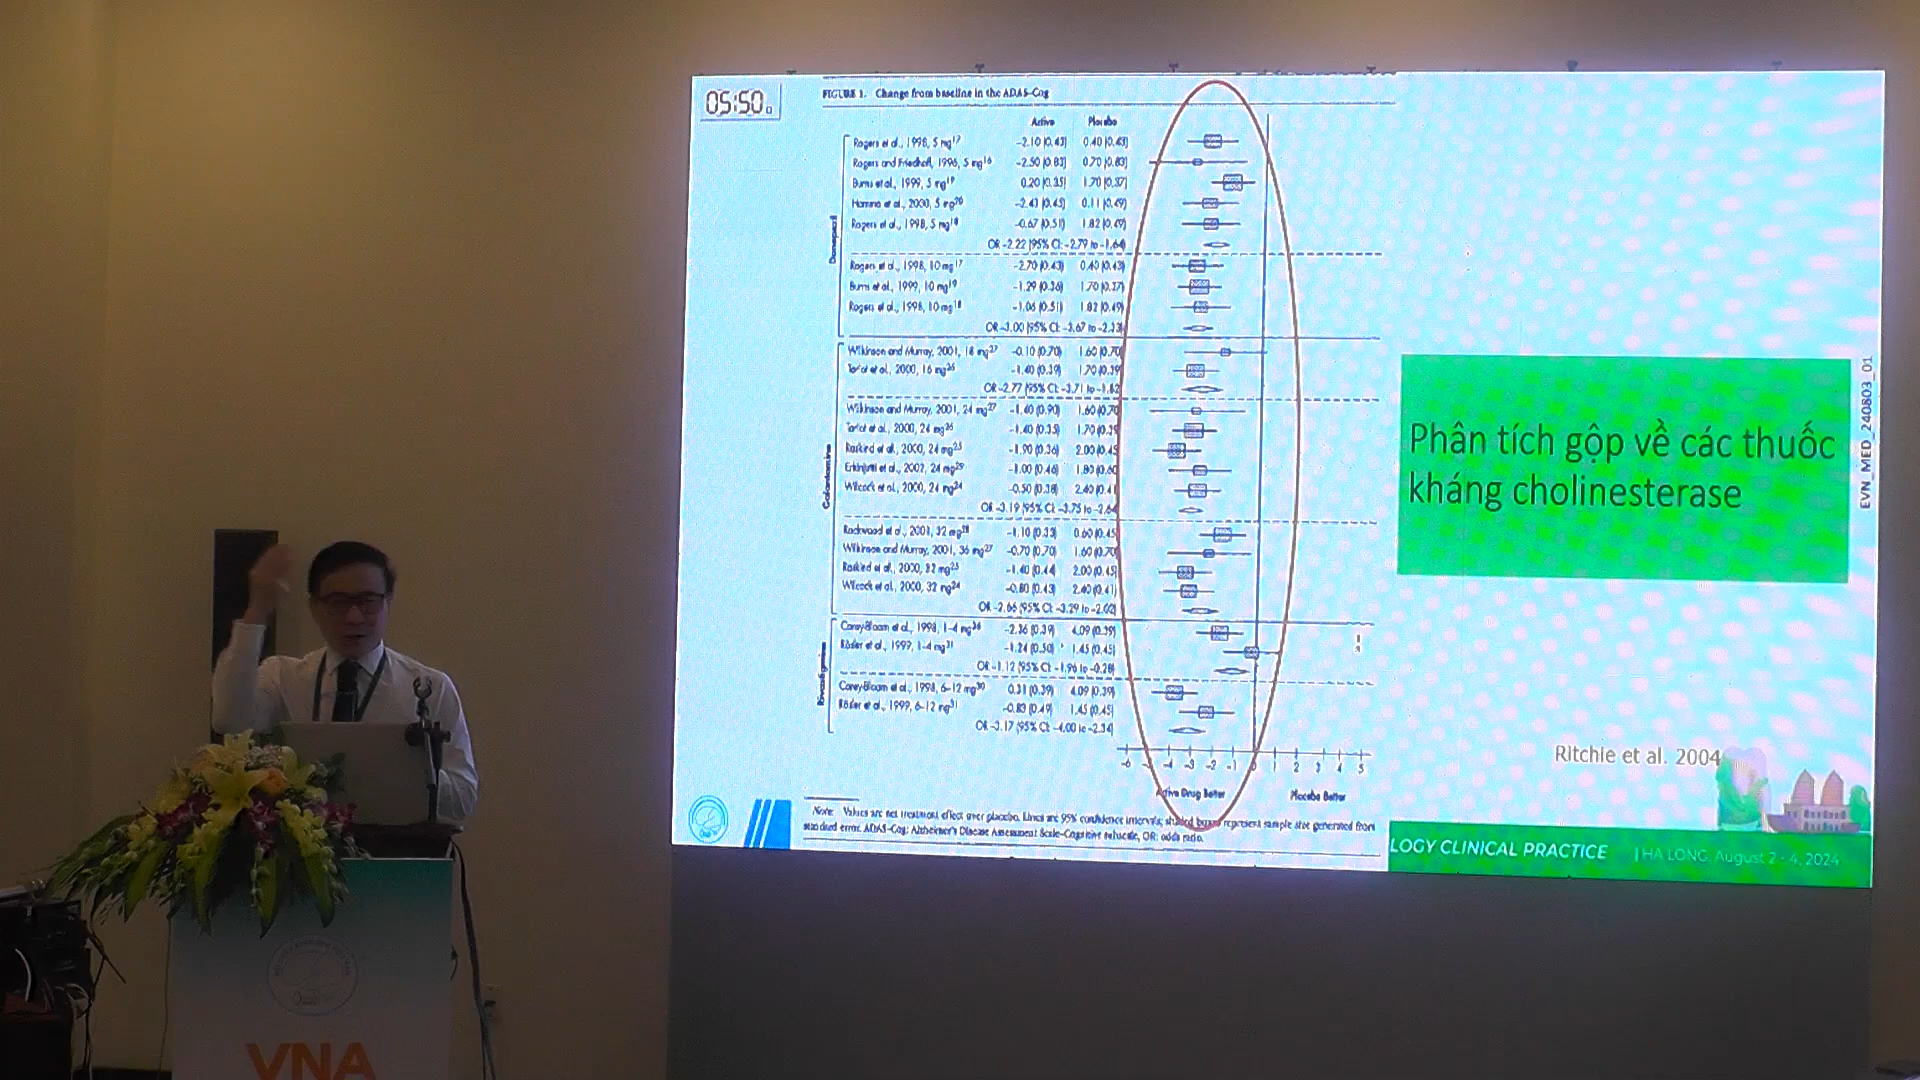 05:50
FIGURE 1. Change from baseline in the ADAS-Cog
Active Placebo
Donepezil
Rogers et al., 1998, 5 mg17 -2.10 (0.43) 0.40 (0.43)
Rogers and Friedhoff, 1996, 5 mg16 -2.50 (0.83) 0.70 (0.83)
Burns et al., 1999, 5 mg19 0.20 (0.35) 1.70 (0.37)
Homma et al., 2000, 5 mg20 -2.43 (0.45) 0.11 (0.49)
Rogers et al., 1998, 5 mg18 -0.67 (0.51) 1.82 (0.49)
OR -2.22 (95% CI: -2.79 to -1.64)
Rogers et al., 1998, 10 mg17 -2.70 (0.43) 0.40 (0.43)
Burns et al., 1999, 10 mg19 -1.29 (0.36) 1.70 (0.37)
Rogers et al., 1998, 10 mg18 -1.06 (0.51) 1.82 (0.49)
OR -3.00 (95% CI: -3.67 to -2.33)
Galantamine
Wilkinson and Murray, 2001, 18 mg27 -0.10 (0.70) 1.60 (0.70)
Tariot et al., 2000, 16 mg26 -1.40 (0.39) 1.70 (0.39)
OR -2.77 (95% CI: -3.71 to -1.82
Wilkinson and Murray, 2001, 24 mg27 -1.40 (0.90) 1.60 (0.70
Tariot et al., 2000, 24 mg26 -1.40 (0.35) 1.70 (0.39
Raskind et al., 2000, 24 mg25 -1.90 (0.36) 2.00 (0.45
Erkinjuntti et al., 2002, 24 mg29 -1.00 (0.46) 1.80 (0.60
Wilcock et al., 2000, 24 mg24 -0.50 (0.38) 2.40 (0.41
OR -3.19 (95% CI: -3.75 to -2.64
Rockwood et al., 2001, 32 mg28 -1.10 (0.33) 0.60 (0.45
Wilkinson and Murray, 2001, 36 mg27 -0.70 (0.70) 1.60 (0.70
Raskind et al., 2000, 32 mg25 -1.40 (0.44) 2.00 (0.45)
Wilcock et al., 2000, 32 mg24 -0.80 (0.43) 2.40 (0.41)
OR -2.66 (95% CI: -3.29 to -2.02)
Rivastigmine
Corey-Bloom et al., 1998, 1-4 mg -2.36 (0.39) 4.09 (0.39)
Rösler et al., 1999, 1-4 mg31 -1.24 (0.50) 1.45 (0.45)
OR -1.12 (95% CI: -1.96 to -0.28)
Corey-Bloom et al., 1998, 6-12 mg30 0.31 (0.39) 4.09 (0.39)
Rösler et al., 1999, 6-12 mg31 -0.83 (0.49) 1.45 (0.45)
OR -3.17 (95% CI: -4.00 to -2.34)
-6 -4 -3 -2 -1 0 1 2 3 4 5
Active Drug Better Placebo Better
Note: Values are net treatment effect over placebo. Lines are 95% confidence intervals; shaded boxes represent sample size generated from
standard error. ADAS-Cog: Alzheimer's Disease Assessment Scale-Cognitive subscale, OR: odds ratio.
Phân tích gộp về các thuốc
kháng cholinesterase
EVN_MED_240803_01
Ritchie et al. 2004
LOGY CLINICAL PRACTICE | HA LONG, August 2 - 4, 2024
VNA